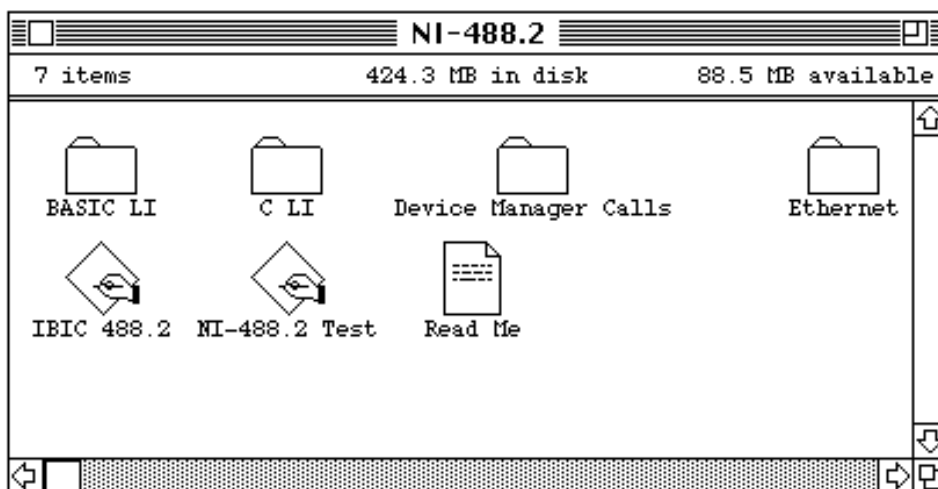 NI-488.2
7 items 424.3 MB in disk 88.5 MB available
BASIC LI C LI Device Manager Calls Ethernet
IBIC 488.2 NI-488.2 Test Read Me